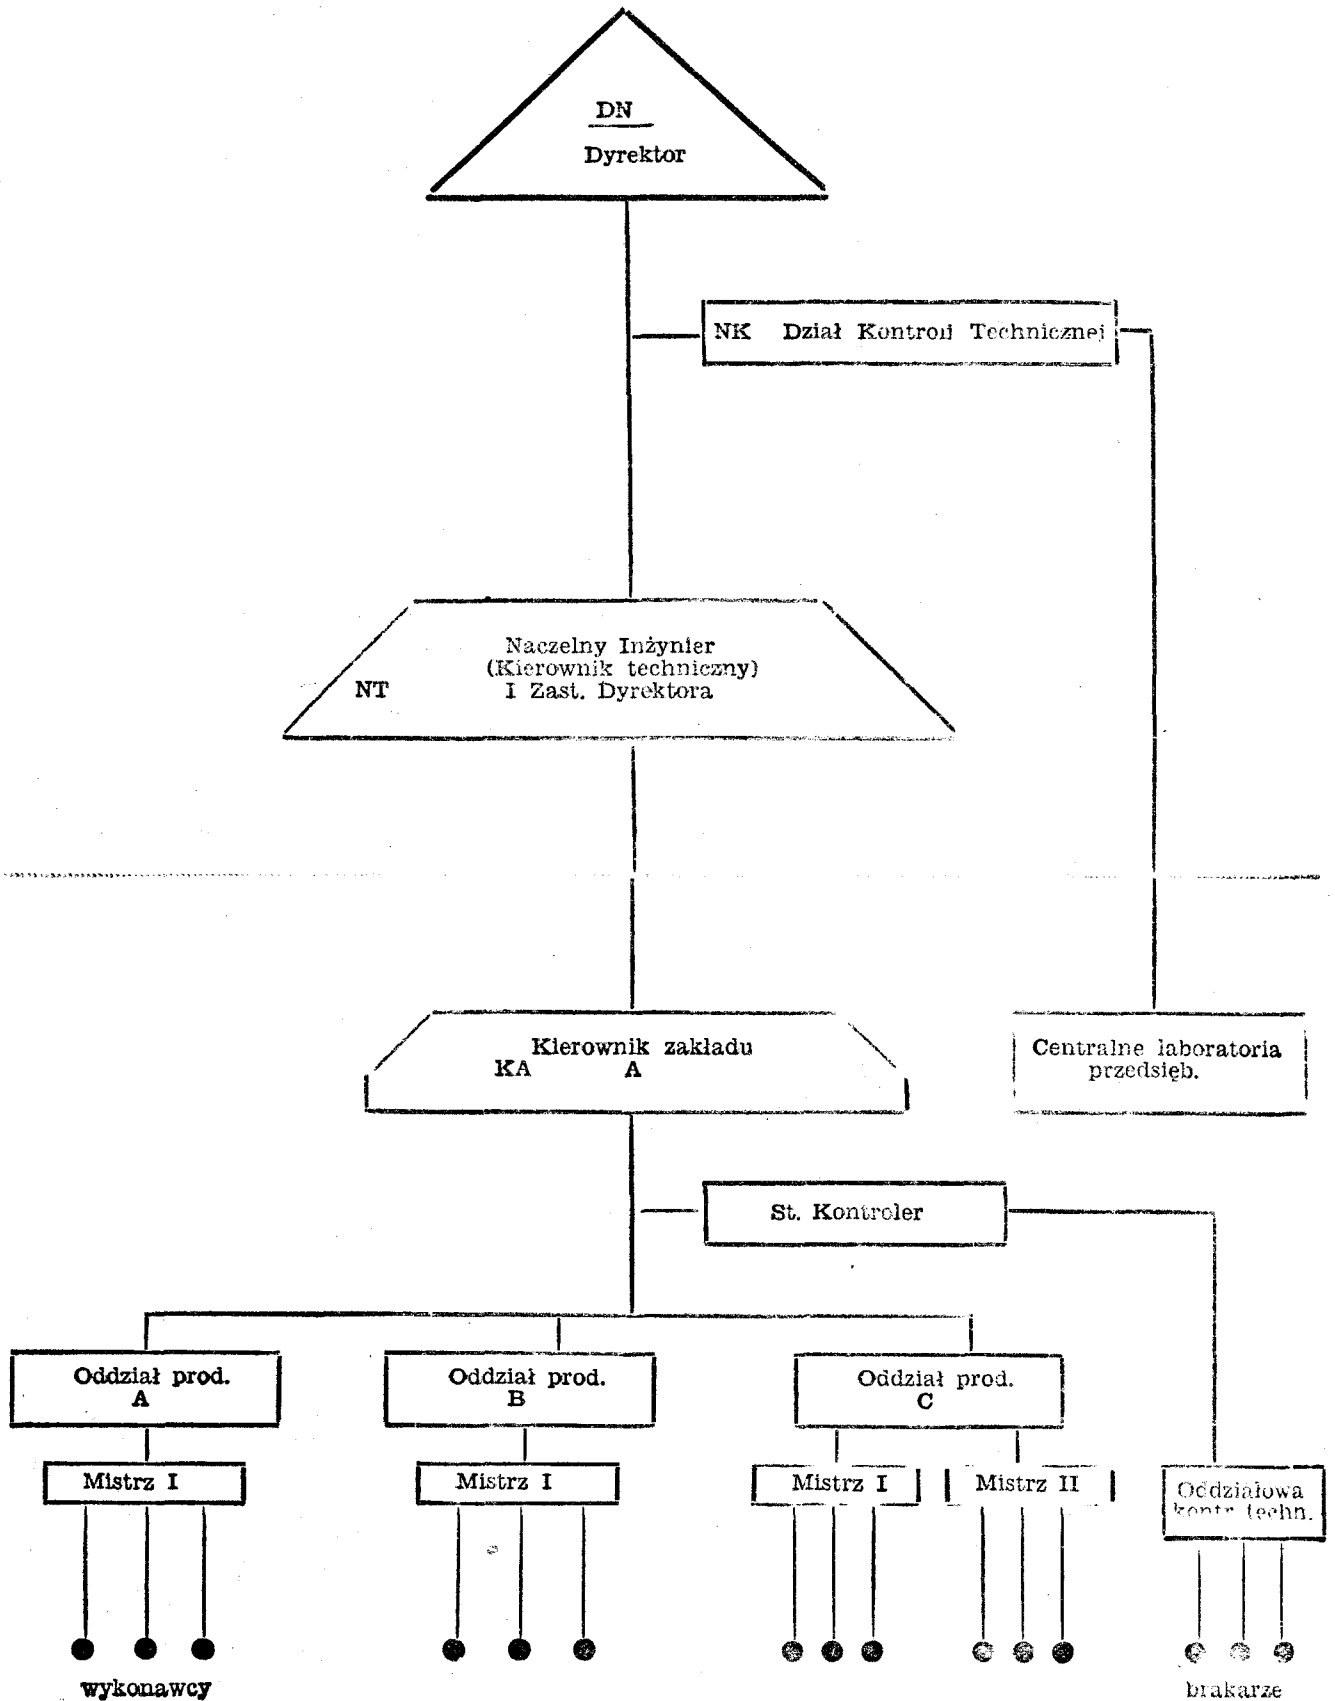 DN
Dyrektor
NK Dział Kontroli Technicznej
Naczelny Inżynier
(Kierownik techniczny)
NT I Zast. Dyrektora
Kierownik zakładu
KA A
Centralne laboratoria
przedsięb.
St. Kontroler
Oddział prod.
A
Oddział prod.
B
Oddział prod.
C
Mistrz I
Mistrz I
Mistrz I
Mistrz II
Oddziałowa
kontr. techn.
wykonawcy
brakarze